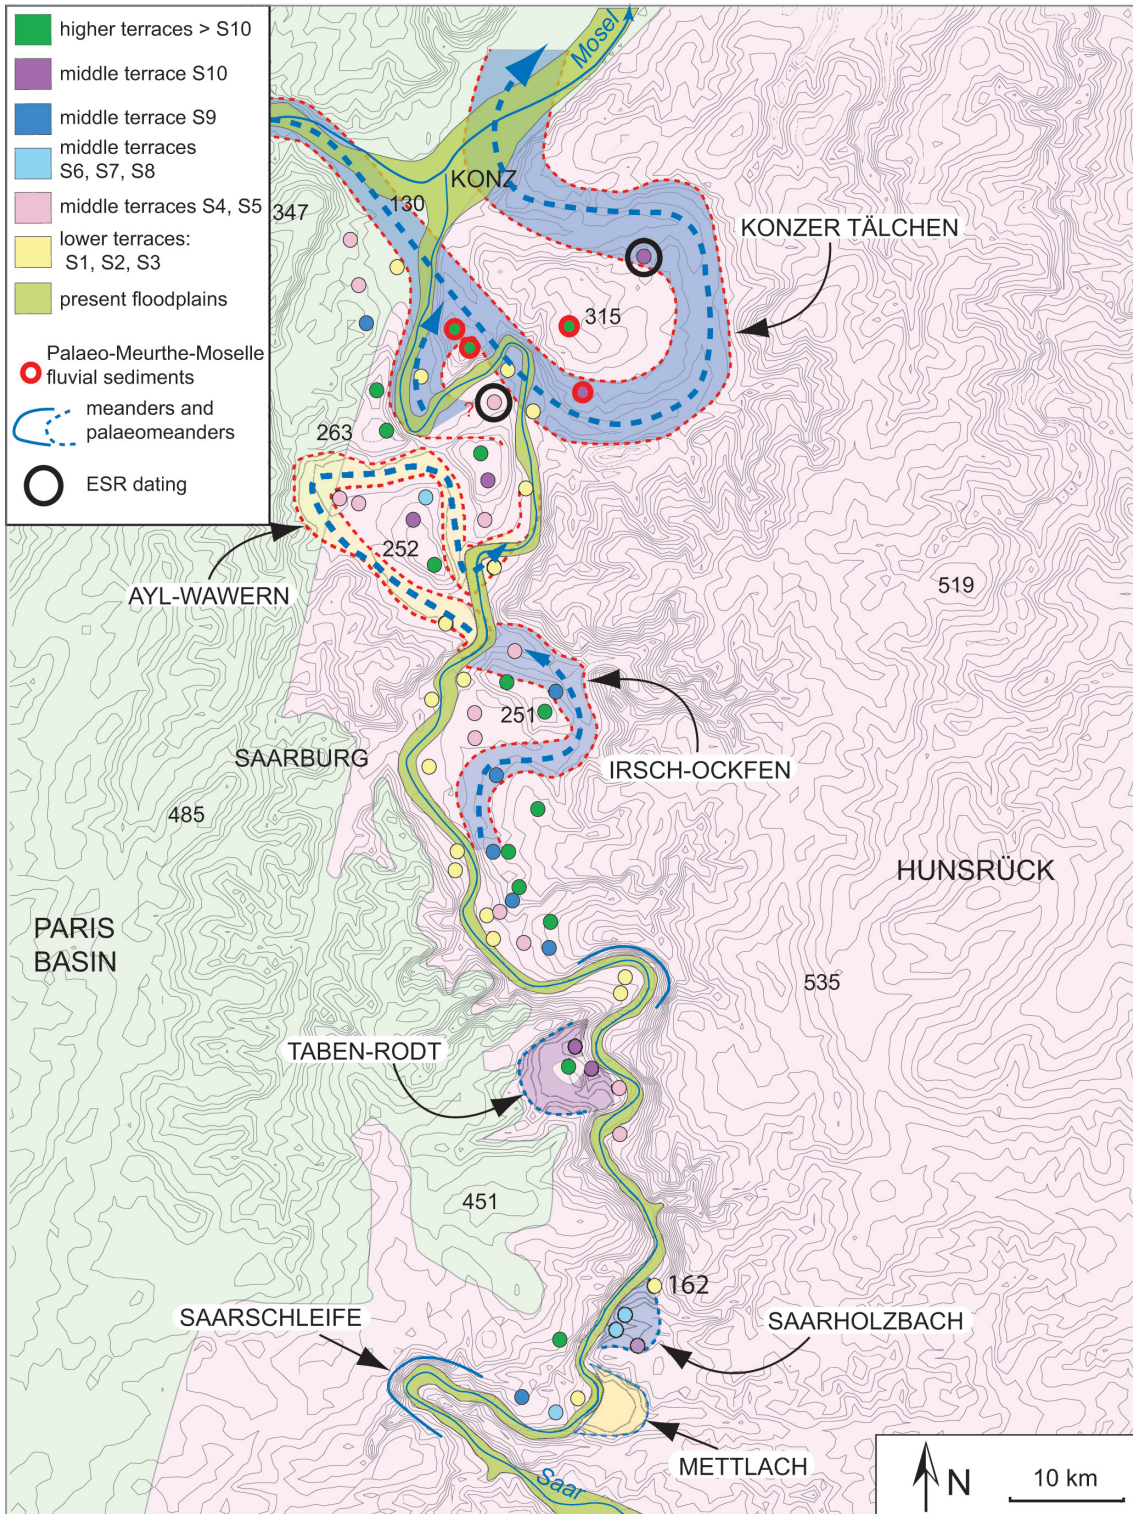 higher terraces > S10
middle terrace S10
middle terrace S9
middle terraces
S6, S7, S8
middle terraces S4, S5
lower terraces:
S1, S2, S3
present floodplains
Palaeo-Meurthe-Moselle
fluvial sediments
meanders and
palaeomeanders
ESR dating
Mosel
KONZ
130
347
KONZER TÄLCHEN
315
?
263
252
AYL-WAWERN
519
251
SAARBURG
IRSCH-OCKFEN
485
HUNSRÜCK
PARIS
BASIN
535
TABEN-RODT
451
162
SAARSCHLEIFE
SAARHOLZBACH
METTLACH
Saar
N
10 km